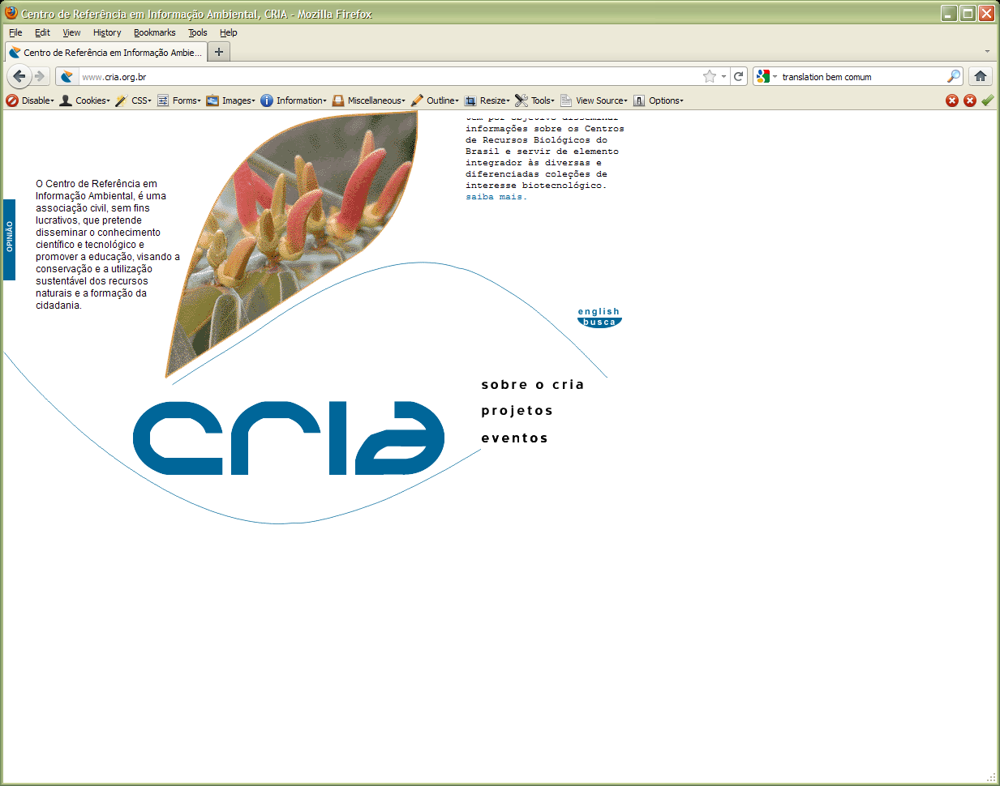 Centro de Referência em Informação Ambiental, CRIA - Mozilla Firefox
File Edit View History Bookmarks Tools Help
Centro de Referência em Informação Ambie...
www.cria.org.br
translation bem comum
Disable Cookies CSS Forms Images Information Miscellaneous Outline Resize Tools View Source Options
O Centro de Referência em
Informação Ambiental, é uma
associação civil, sem fins
lucrativos, que pretende
disseminar o conhecimento
científico e tecnológico e
promover a educação, visando a
conservação e a utilização
sustentável dos recursos
naturais e a formação da
cidadania.
OPINIÃO
tem por objetivo disseminar
informações sobre os Centros
de Recursos Biológicos do
Brasil e servir de elemento
integrador às diversas e
diferenciadas coleções de
interesse biotecnológico.
saiba mais.
english
busca
sobre o cria
projetos
eventos
cria